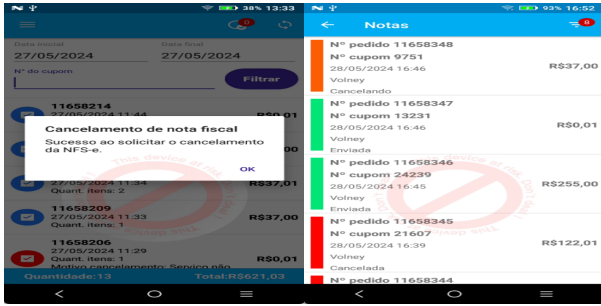 38% 13:33
Data inicial
Data final
27/05/2024
27/05/2024
Nº do cupom
Filtrar
11658214
27/05/2024 11:44
R$0,01
Cancelamento de nota fiscal
Sucesso ao solicitar o cancelamento
da NFS-e.
OK
27/05/2024 11:34
Quant. itens: 2
R$37,01
11658209
27/05/2024 11:33
Quant. itens: 1
R$37,00
11658206
27/05/2024 11:29
Quant. itens: 1
R$0,01
Motivo cancelamento: Serviço não
Quantidade:13
Total:R$621,03
93% 16:52
Notas
8
Nº pedido 11658348
Nº cupom 9751
28/05/2024 16:46
R$37,00
Volney
Cancelando
Nº pedido 11658347
Nº cupom 13231
28/05/2024 16:46
R$0,01
Volney
Enviada
Nº pedido 11658346
Nº cupom 24239
28/05/2024 16:45
R$255,00
Volney
Enviada
Nº pedido 11658345
Nº cupom 21607
28/05/2024 16:39
R$122,01
Volney
Cancelada
Nº pedido 11658344